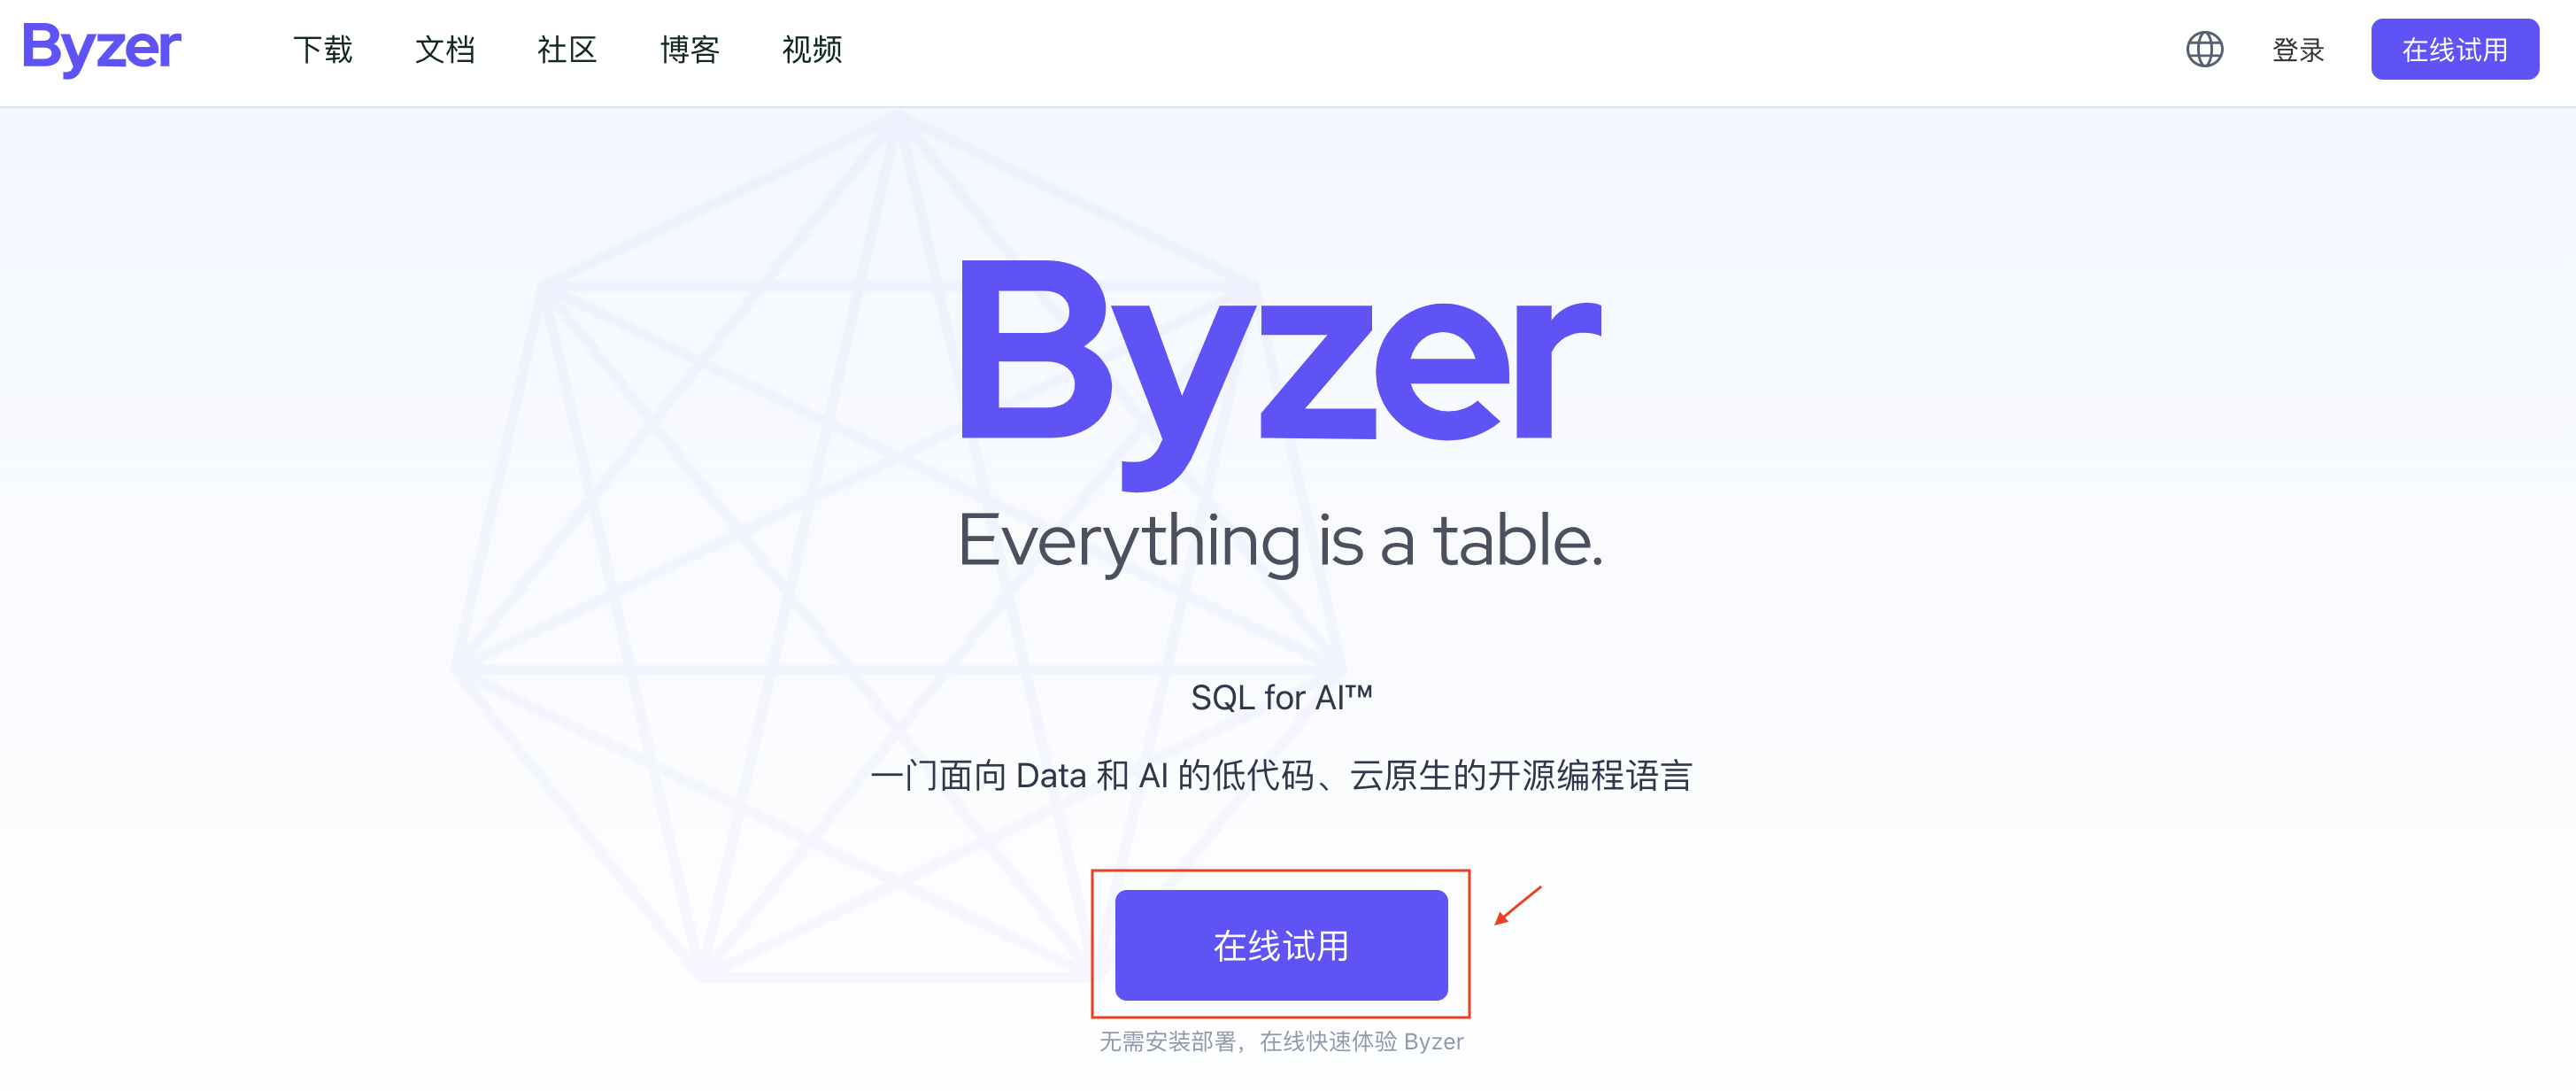 Byzer 下载 文档 社区 博客 视频 登录 在线试用
Byzer
Everything is a table.
SQL for AI™
一门面向 Data 和 AI 的低代码、云原生的开源编程语言
在线试用
无需安装部署，在线快速体验 Byzer